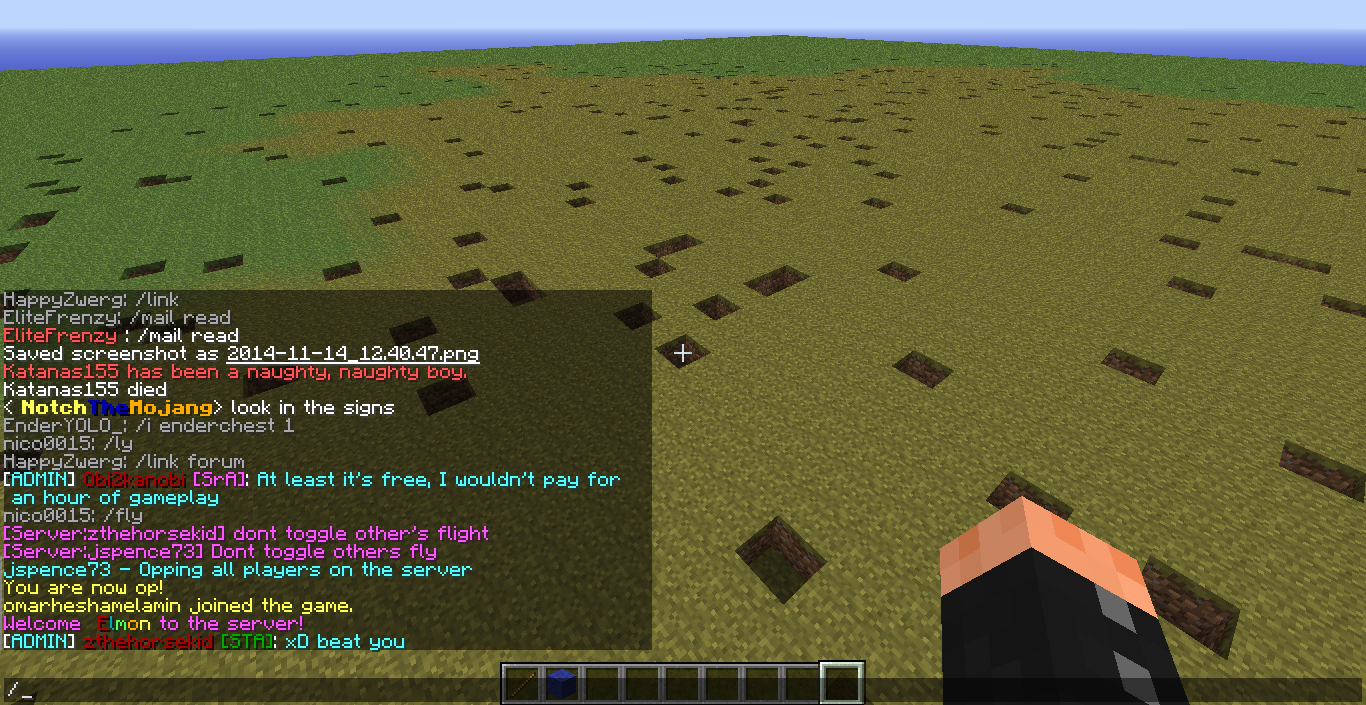 HappyZwerg: /link
EliteFrenzy: /mail read
EliteFrenzy : /mail read
Saved screenshot as 2014-11-14_12.40.47.png
Katanas155 has been a naughty, naughty boy.
Katanas155 died
< NotchTheMojang> look in the signs
EnderYOLO_: /i enderchest 1
nico0015: /ly
HappyZwerg: /link forum
[ADMIN] Obi2kanobi [SrA]: At least it's free, I wouldn't pay for
an hour of gameplay
nico0015: /fly
[Server:zthehorsekid] dont toggle other's flight
[Server:jspence73] Dont toggle others fly
jspence73 - Opping all players on the server
You are now op!
omarheshamelamin joined the game.
Welcome Elmon to the server!
[ADMIN] zthehorsekid [STA]: xD beat you
/_